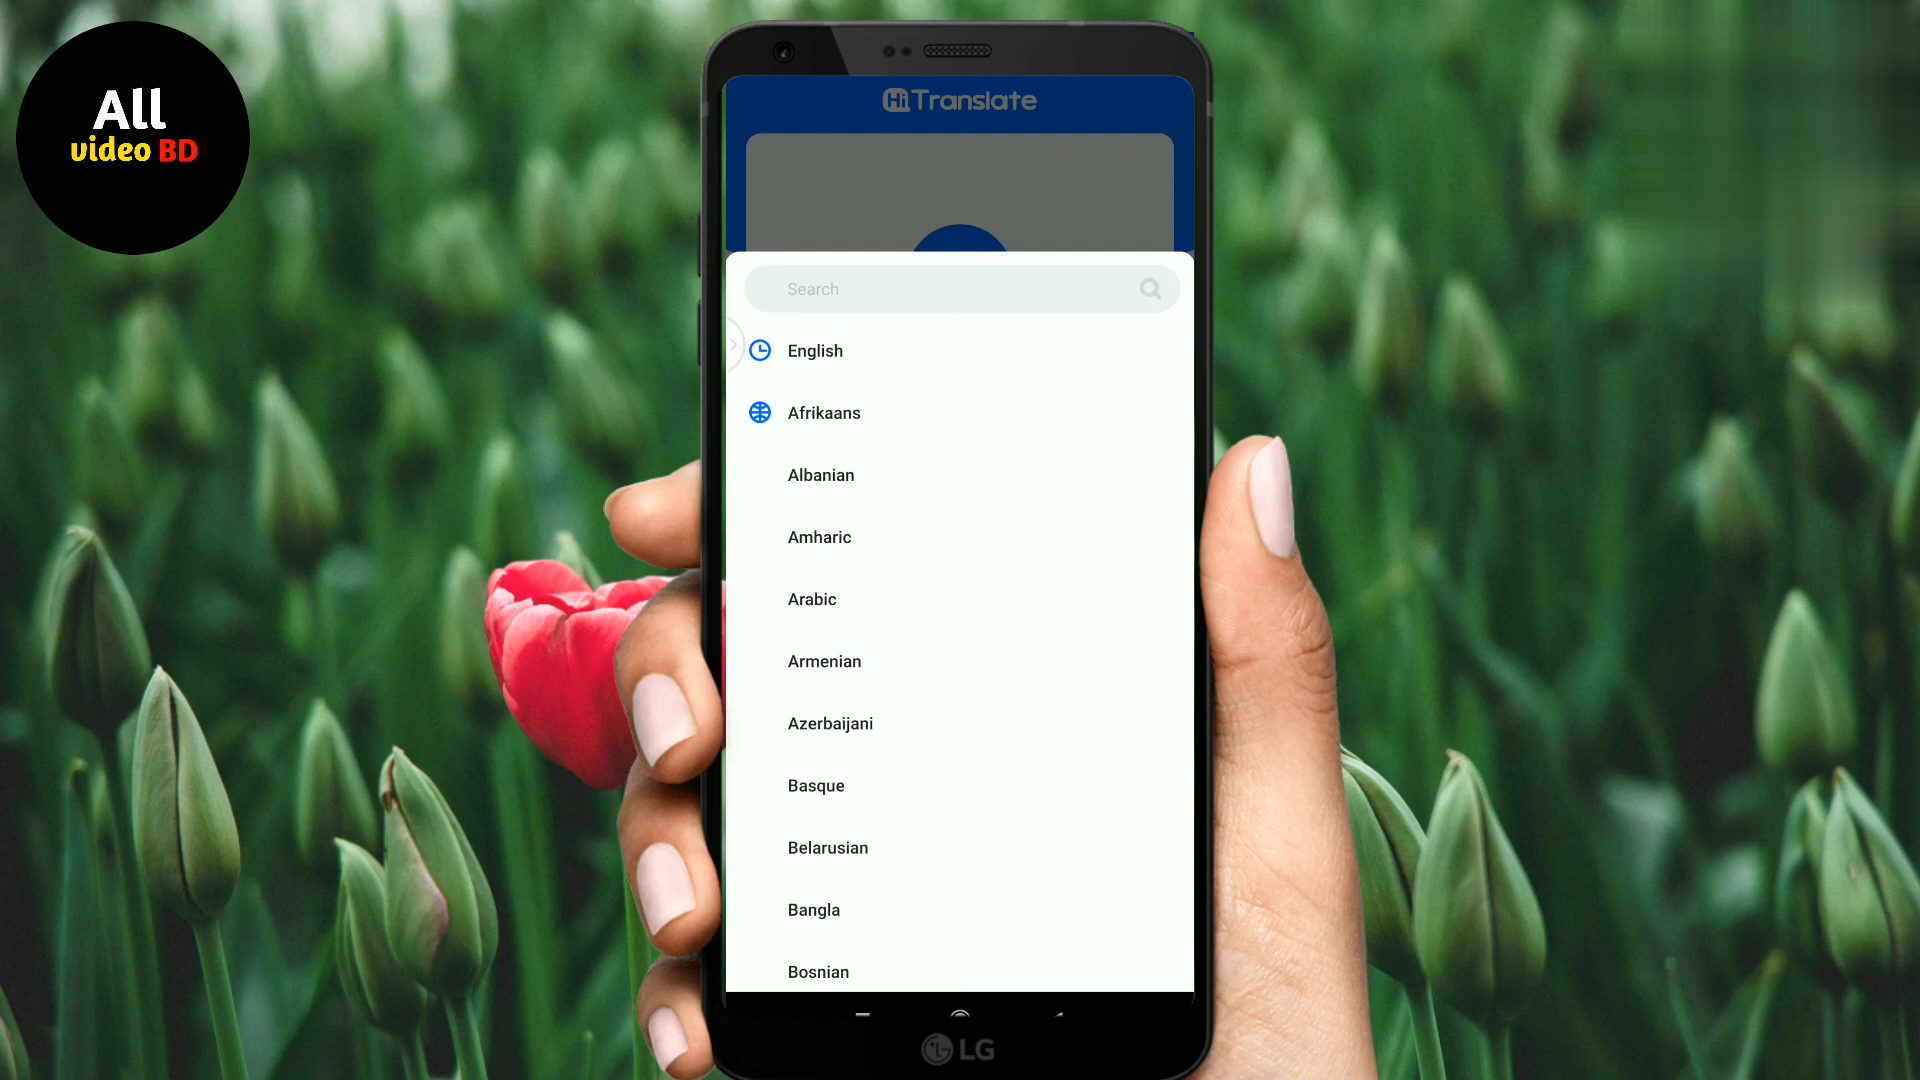 All
video BD
Hi Translate
Search
English
Afrikaans
Albanian
Amharic
Arabic
Armenian
Azerbaijani
Basque
Belarusian
Bangla
Bosnian
LG